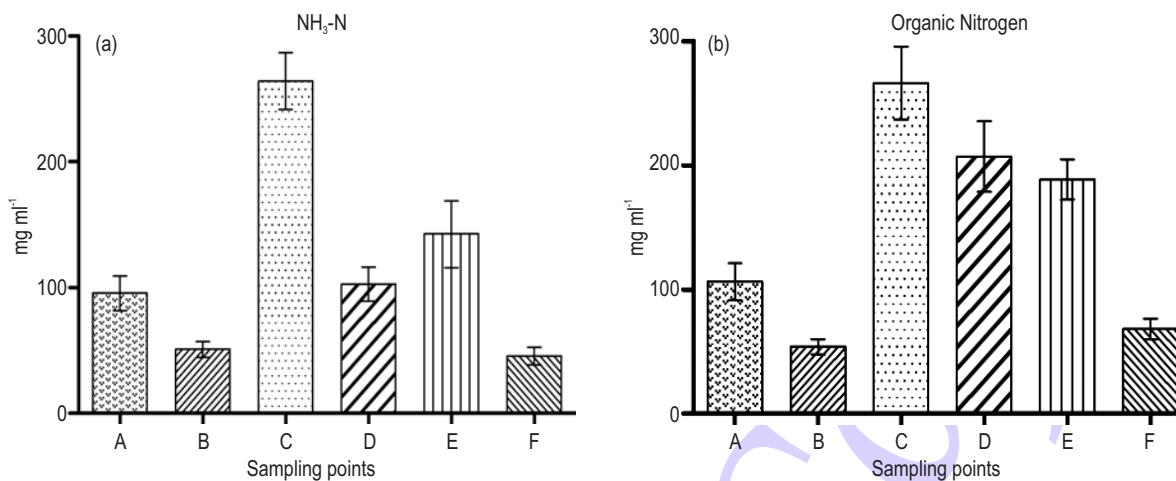 NH₃-N
(a)
300
200
100
0
mg ml⁻¹
A B C D E F
Sampling points
Organic Nitrogen
(b)
300
200
100
0
mg ml⁻¹
A B C D E F
Sampling points